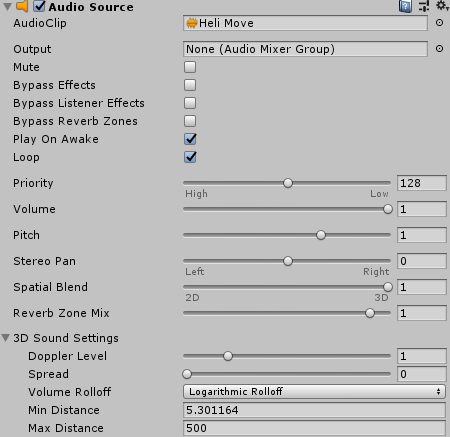 Audio Source
AudioClip Heli Move
Output None (Audio Mixer Group)
Mute
Bypass Effects
Bypass Listener Effects
Bypass Reverb Zones
Play On Awake
Loop
Priority 128
High Low
Volume 1
Pitch 1
Stereo Pan 0
Left Right
Spatial Blend 1
2D 3D
Reverb Zone Mix 1
3D Sound Settings
Doppler Level 1
Spread 0
Volume Rolloff Logarithmic Rolloff
Min Distance 5.301164
Max Distance 500